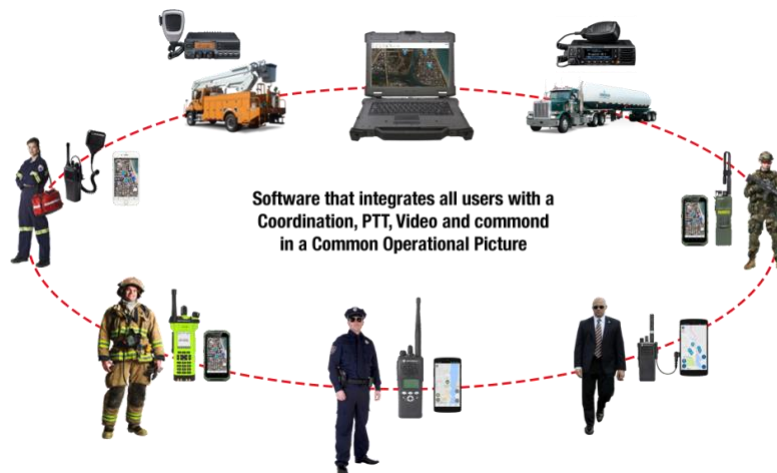 Software that integrates all users with a
Coordination, PTT, Video and commond
in a Common Operational Picture